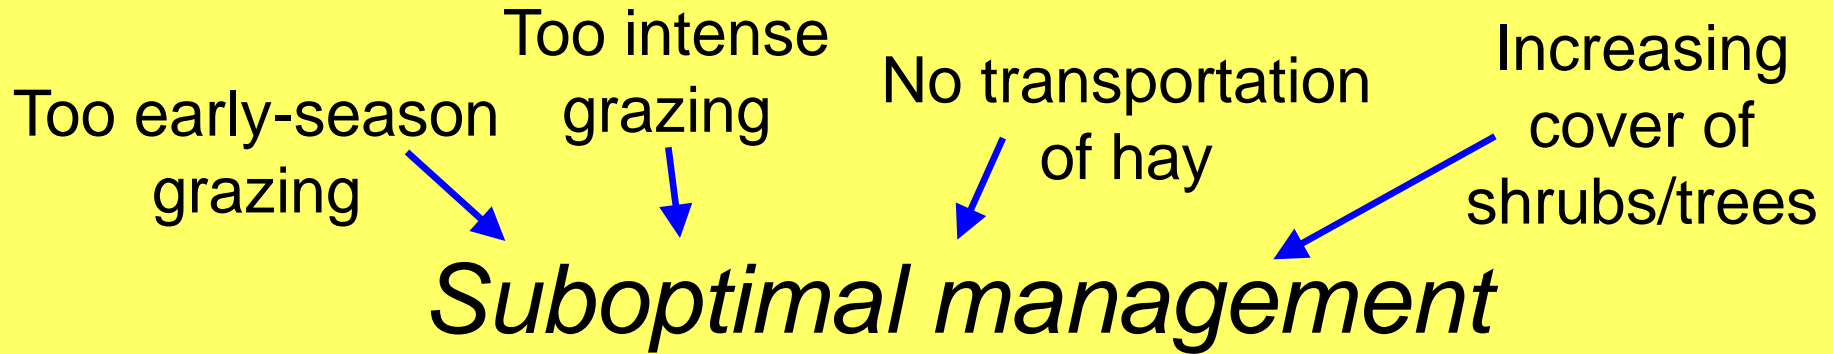 Too early-season
grazing
Too intense
grazing
No transportation
of hay
Increasing
cover of
shrubs/trees
Suboptimal management